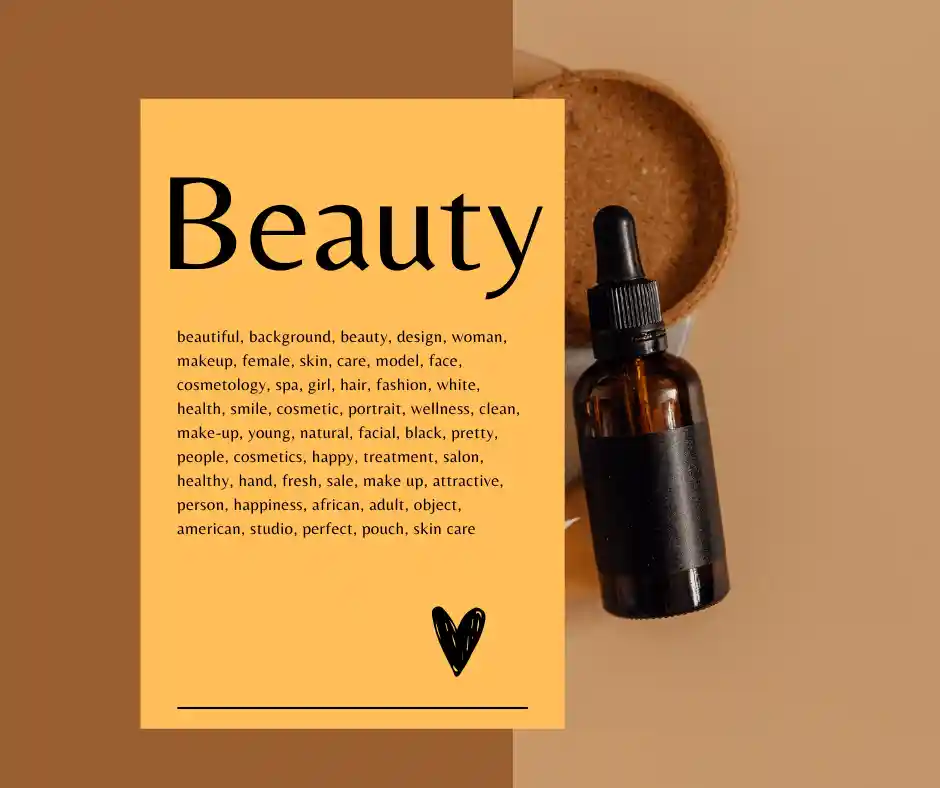 Beauty
beautiful, background, beauty, design, woman,
makeup, female, skin, care, model, face,
cosmetology, spa, girl, hair, fashion, white,
health, smile, cosmetic, portrait, wellness, clean,
make-up, young, natural, facial, black, pretty,
people, cosmetics, happy, treatment, salon,
healthy, hand, fresh, sale, make up, attractive,
person, happiness, african, adult, object,
american, studio, perfect, pouch, skin care